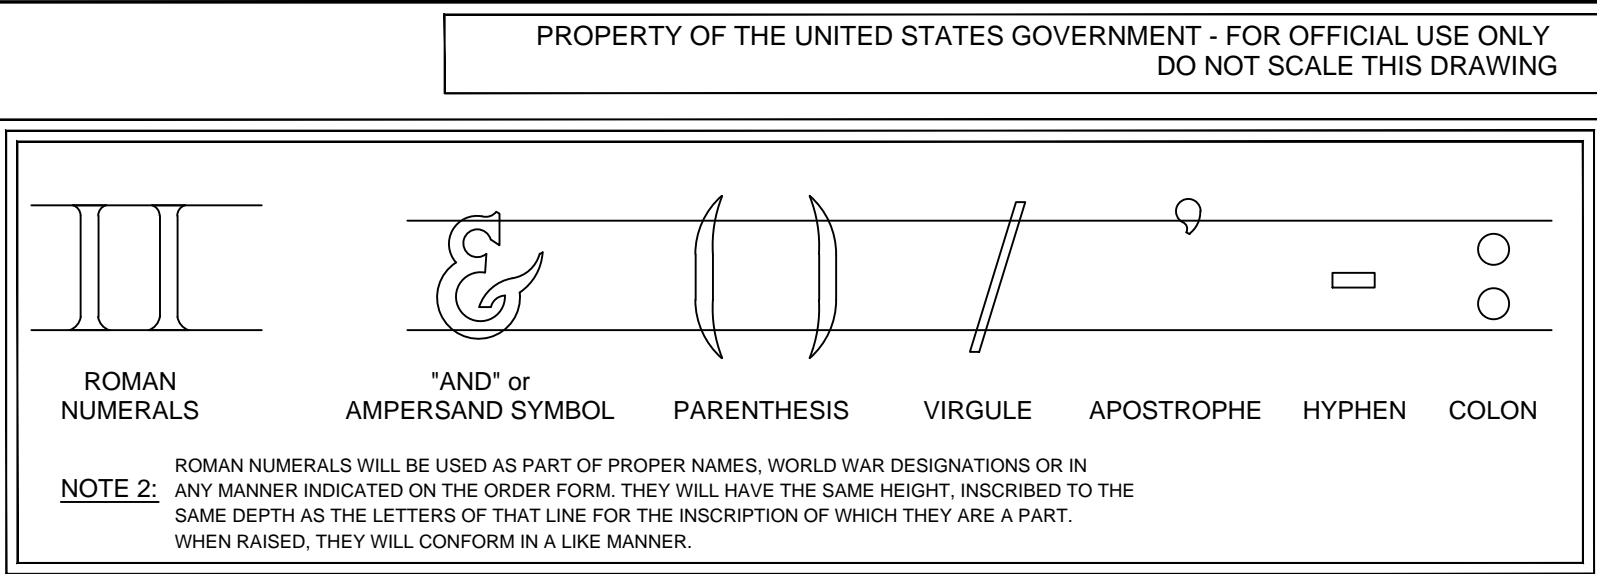 PROPERTY OF THE UNITED STATES GOVERNMENT - FOR OFFICIAL USE ONLY
DO NOT SCALE THIS DRAWING
II & ( ) / ’ - :
ROMAN
NUMERALS
"AND" or
AMPERSAND SYMBOL
PARENTHESIS
VIRGULE
APOSTROPHE
HYPHEN
COLON
NOTE 2:
ROMAN NUMERALS WILL BE USED AS PART OF PROPER NAMES, WORLD WAR DESIGNATIONS OR IN
ANY MANNER INDICATED ON THE ORDER FORM. THEY WILL HAVE THE SAME HEIGHT, INSCRIBED TO THE
SAME DEPTH AS THE LETTERS OF THAT LINE FOR THE INSCRIPTION OF WHICH THEY ARE A PART.
WHEN RAISED, THEY WILL CONFORM IN A LIKE MANNER.